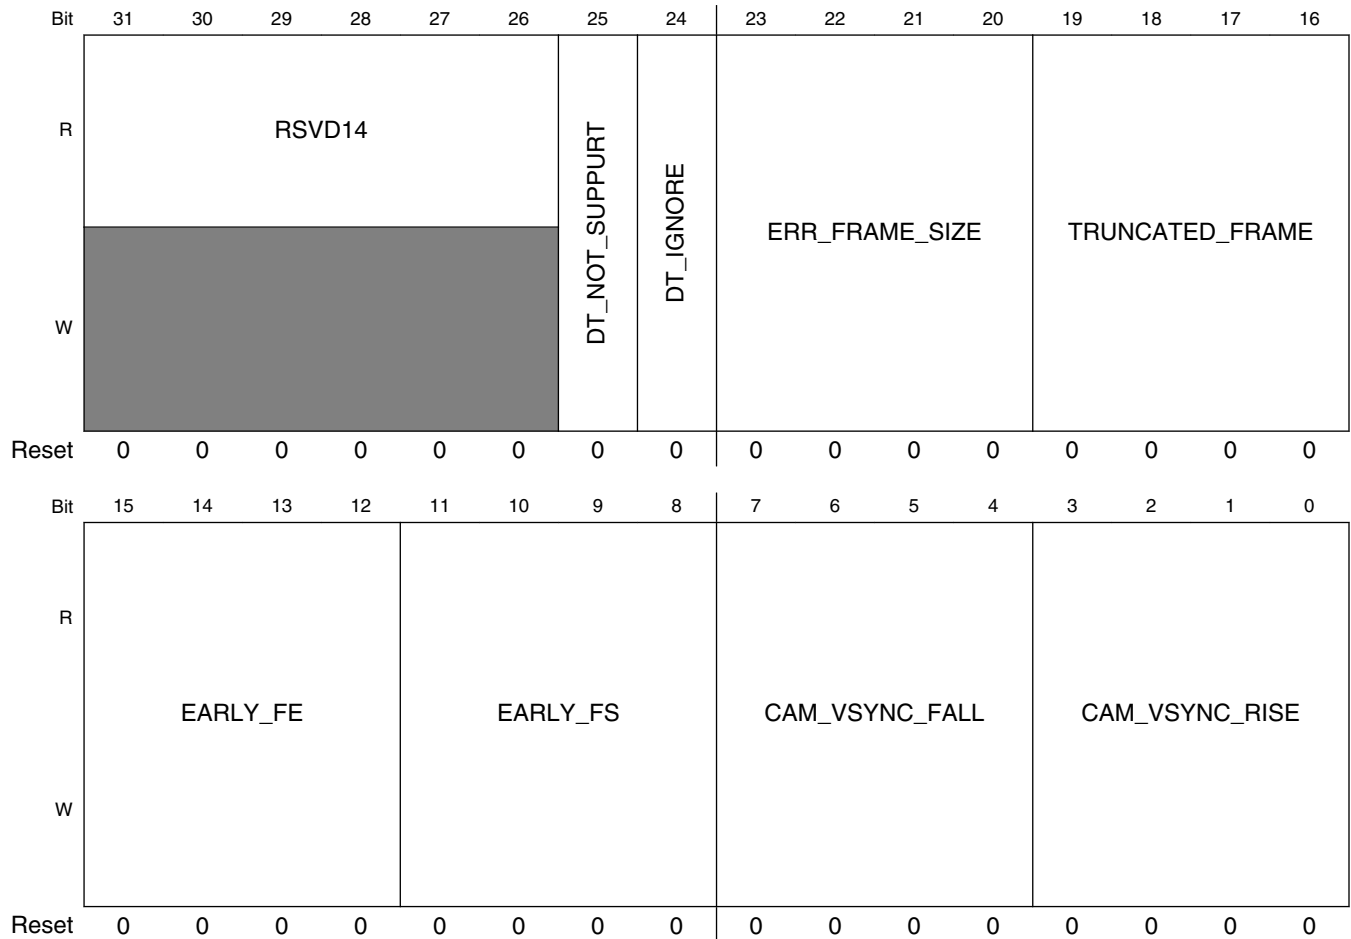 Bit 31 30 29 28 27 26 25 24 23 22 21 20 19 18 17 16
R
RSVD14
DT_NOT_SUPPURT
DT_IGNORE
ERR_FRAME_SIZE
TRUNCATED_FRAME
W
Reset 0 0 0 0 0 0 0 0 0 0 0 0 0 0 0 0
Bit 15 14 13 12 11 10 9 8 7 6 5 4 3 2 1 0
R
EARLY_FE
EARLY_FS
CAM_VSYNC_FALL
CAM_VSYNC_RISE
W
Reset 0 0 0 0 0 0 0 0 0 0 0 0 0 0 0 0